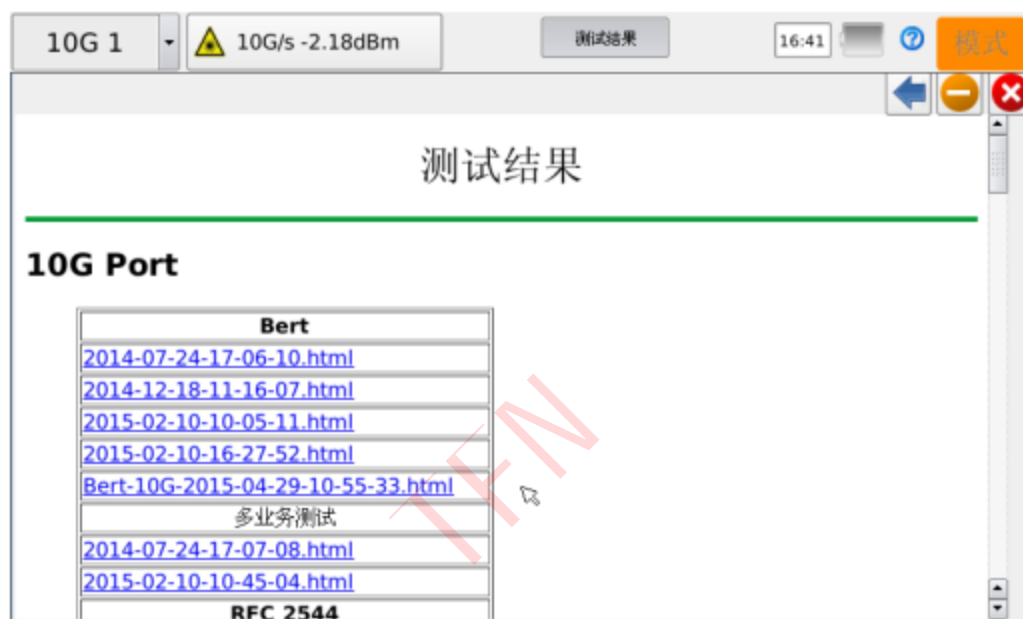 10G 1
10G/s -2.18dBm
测试结果
16:41
模式
测试结果
10G Port
Bert
2014-07-24-17-06-10.html
2014-12-18-11-16-07.html
2015-02-10-10-05-11.html
2015-02-10-16-27-52.html
Bert-10G-2015-04-29-10-55-33.html
多业务测试
2014-07-24-17-07-08.html
2015-02-10-10-45-04.html
RFC 2544
TFN